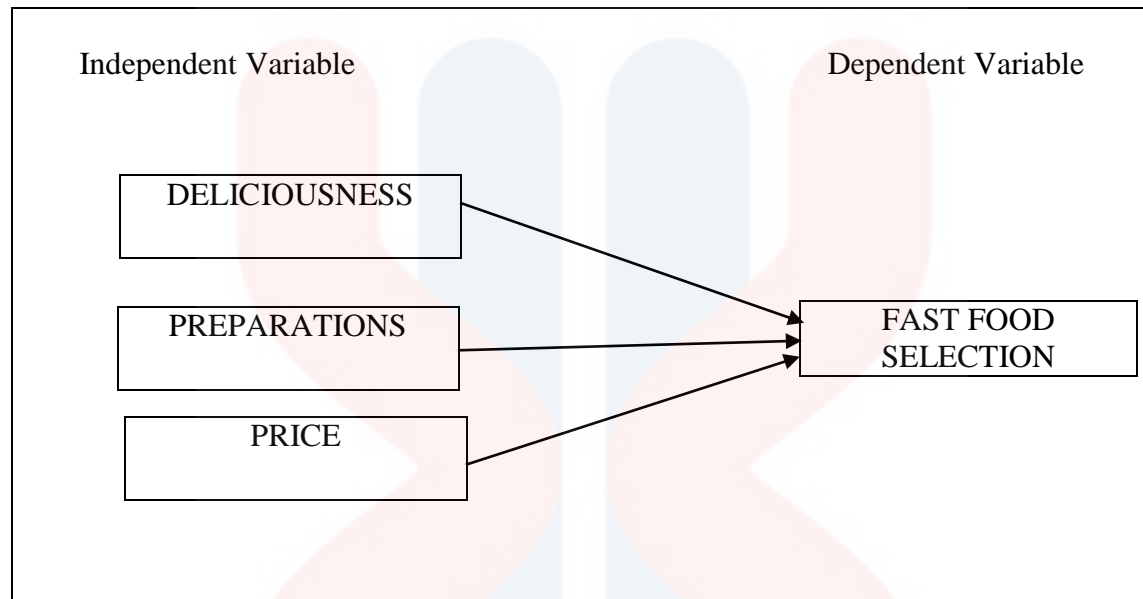 Independent Variable
Dependent Variable
DELICIOUSNESS
PREPARATIONS
PRICE
FAST FOOD
SELECTION